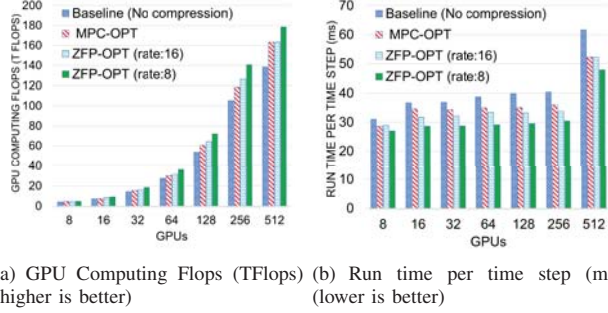 GPU COMPUTING FLOPS (T FLOPS)
200
180
160
140
120
100
80
60
40
20
0
Baseline (No compression)
MPC-OPT
ZFP-OPT (rate:16)
ZFP-OPT (rate:8)
8 16 32 64 128 256 512
GPUs
RUN TIME PER TIME STEP (ms)
70
60
50
40
30
20
10
0
Baseline (No compression)
MPC-OPT
ZFP-OPT (rate:16)
ZFP-OPT (rate:8)
8 16 32 64 128 256 512
GPUs
a) GPU Computing Flops (TFlops)
higher is better)
(b) Run time per time step (m
(lower is better)